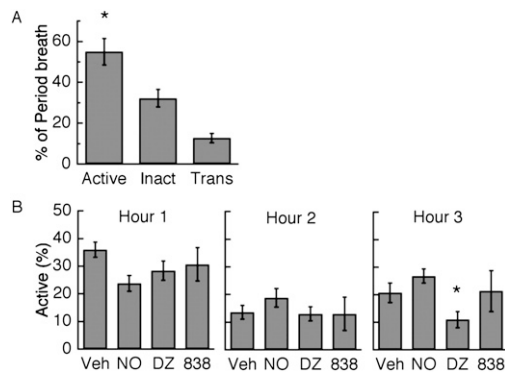 A
*
% of Period breath
60
40
20
0
Active Inact Trans
B
Active (%)
50
40
30
20
10
0
Hour 1 Hour 2 Hour 3
*
Veh NO DZ 838 Veh NO DZ 838 Veh NO DZ 838